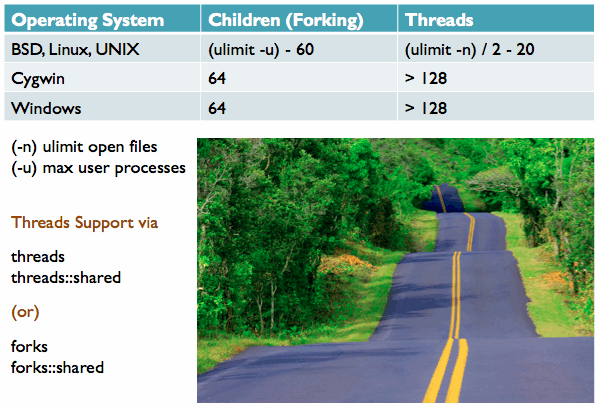 Operating System Children (Forking) Threads
BSD, Linux, UNIX (ulimit -u) - 60 (ulimit -n) / 2 - 20
Cygwin 64 > 128
Windows 64 > 128
(-n) ulimit open files
(-u) max user processes
Threads Support via
threads
threads::shared
(or)
forks
forks::shared